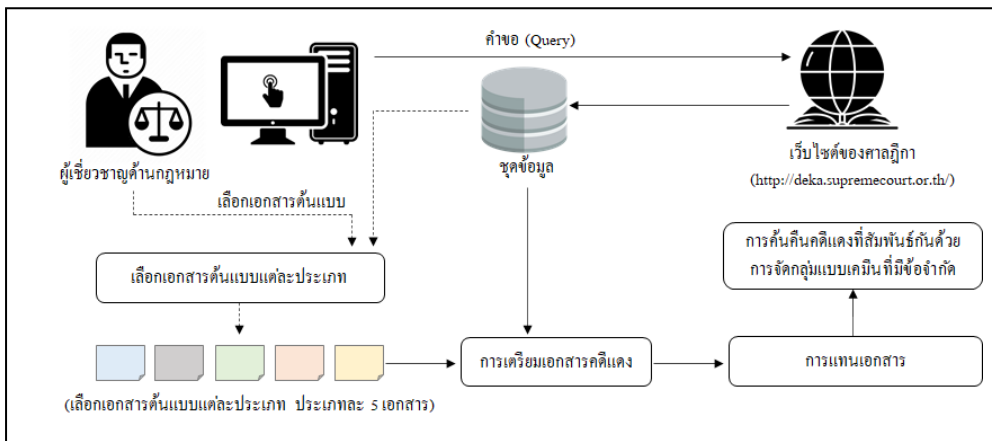 คำขอ (Query)
ผู้เชี่ยวชาญด้านกฎหมาย
ชุดข้อมูล
เว็บไซต์ของศาลฎีกา
(http://deka.supremecourt.or.th/)
เลือกเอกสารต้นแบบ
เลือกเอกสารต้นแบบแต่ละประเภท
การค้นคืนคดีแดงที่สัมพันธ์กันด้วย
การจัดกลุ่มแบบเคมีนที่มีข้อจำกัด
การเตรียมเอกสารคดีแดง
การแทนเอกสาร
(เลือกเอกสารต้นแบบแต่ละประเภท ประเภทละ 5 เอกสาร)